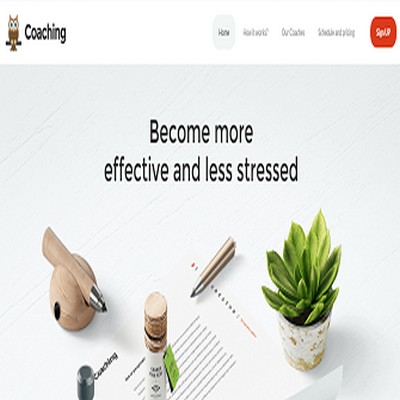 Coaching
Home How it works? Our Coaches Schedule and pricing Sign UP
Become more
effective and less stressed
Coaching